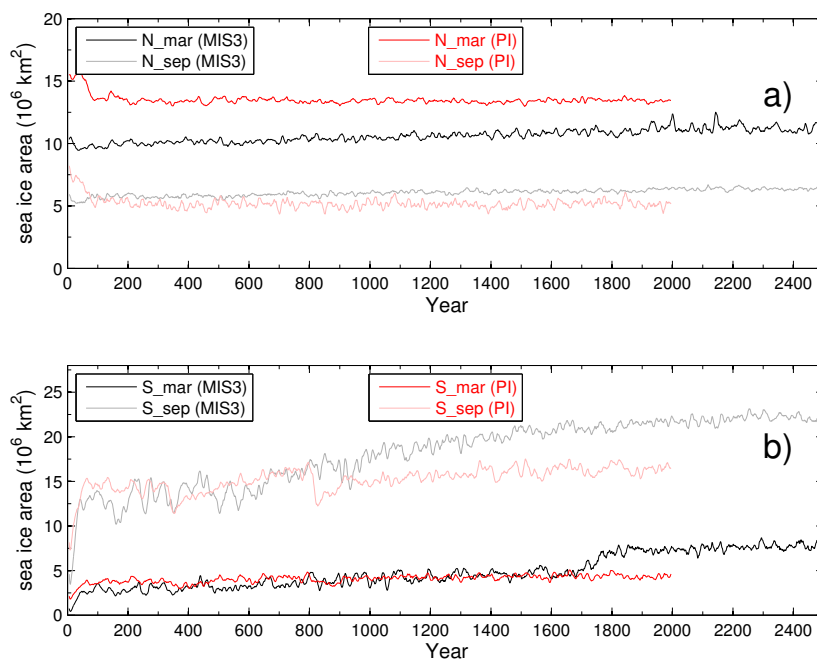 20
15
10
5
0
sea ice area (10⁶ km²)
N_mar (MIS3)
N_sep (MIS3)
N_mar (PI)
N_sep (PI)
a)
0 200 400 600 800 1000 1200 1400 1600 1800 2000 2200 2400
Year
25
20
15
10
5
0
sea ice area (10⁶ km²)
S_mar (MIS3)
S_sep (MIS3)
S_mar (PI)
S_sep (PI)
b)
0 200 400 600 800 1000 1200 1400 1600 1800 2000 2200 2400
Year